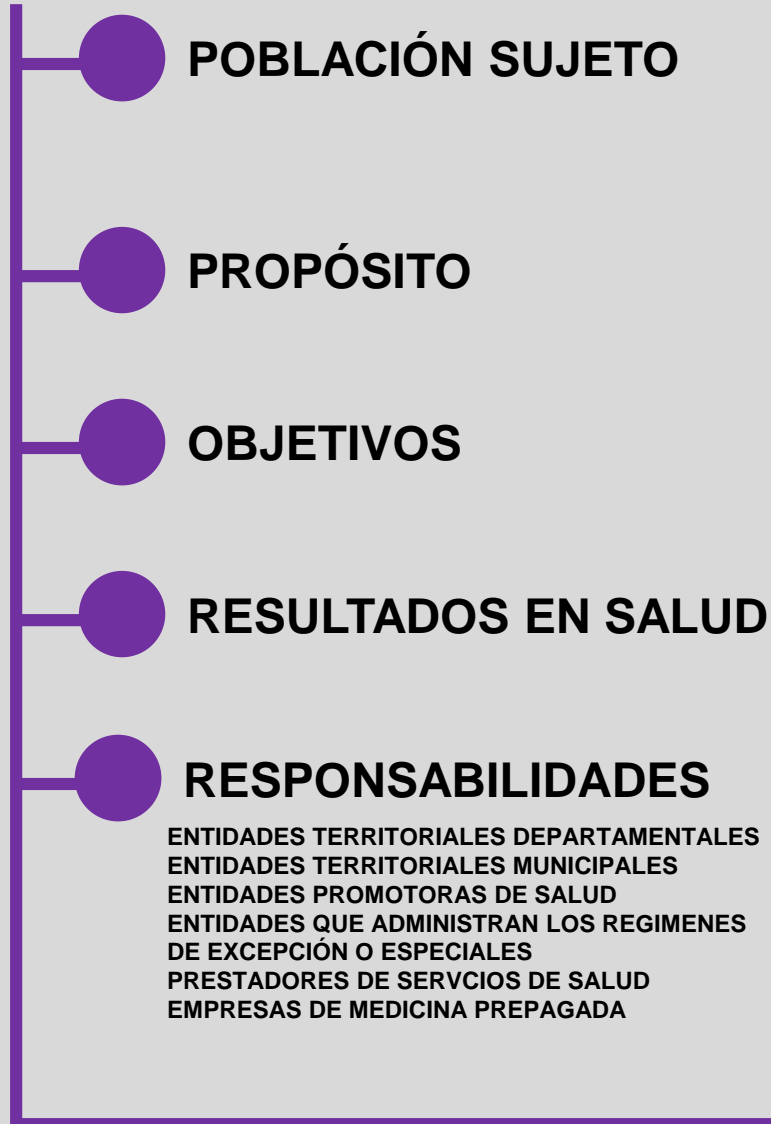 POBLACIÓN SUJETO
PROPÓSITO
OBJETIVOS
RESULTADOS EN SALUD
RESPONSABILIDADES
ENTIDADES TERRITORIALES DEPARTAMENTALES
ENTIDADES TERRITORIALES MUNICIPALES
ENTIDADES PROMOTORAS DE SALUD
ENTIDADES QUE ADMINISTRAN LOS REGIMENES
DE EXCEPCIÓN O ESPECIALES
PRESTADORES DE SERVCIOS DE SALUD
EMPRESAS DE MEDICINA PREPAGADA